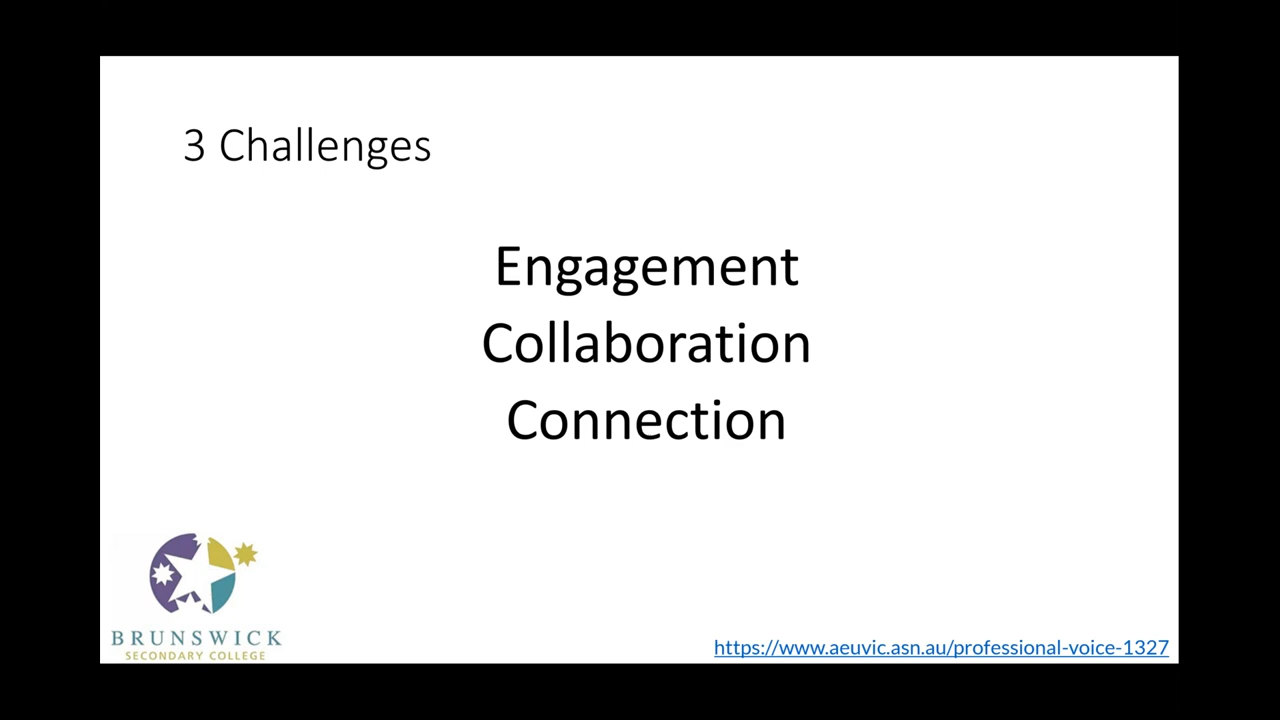 3 Challenges
Engagement
Collaboration
Connection
BRUNSWICK
SECONDARY COLLEGE
https://www.aeuvic.asn.au/professional-voice-1327